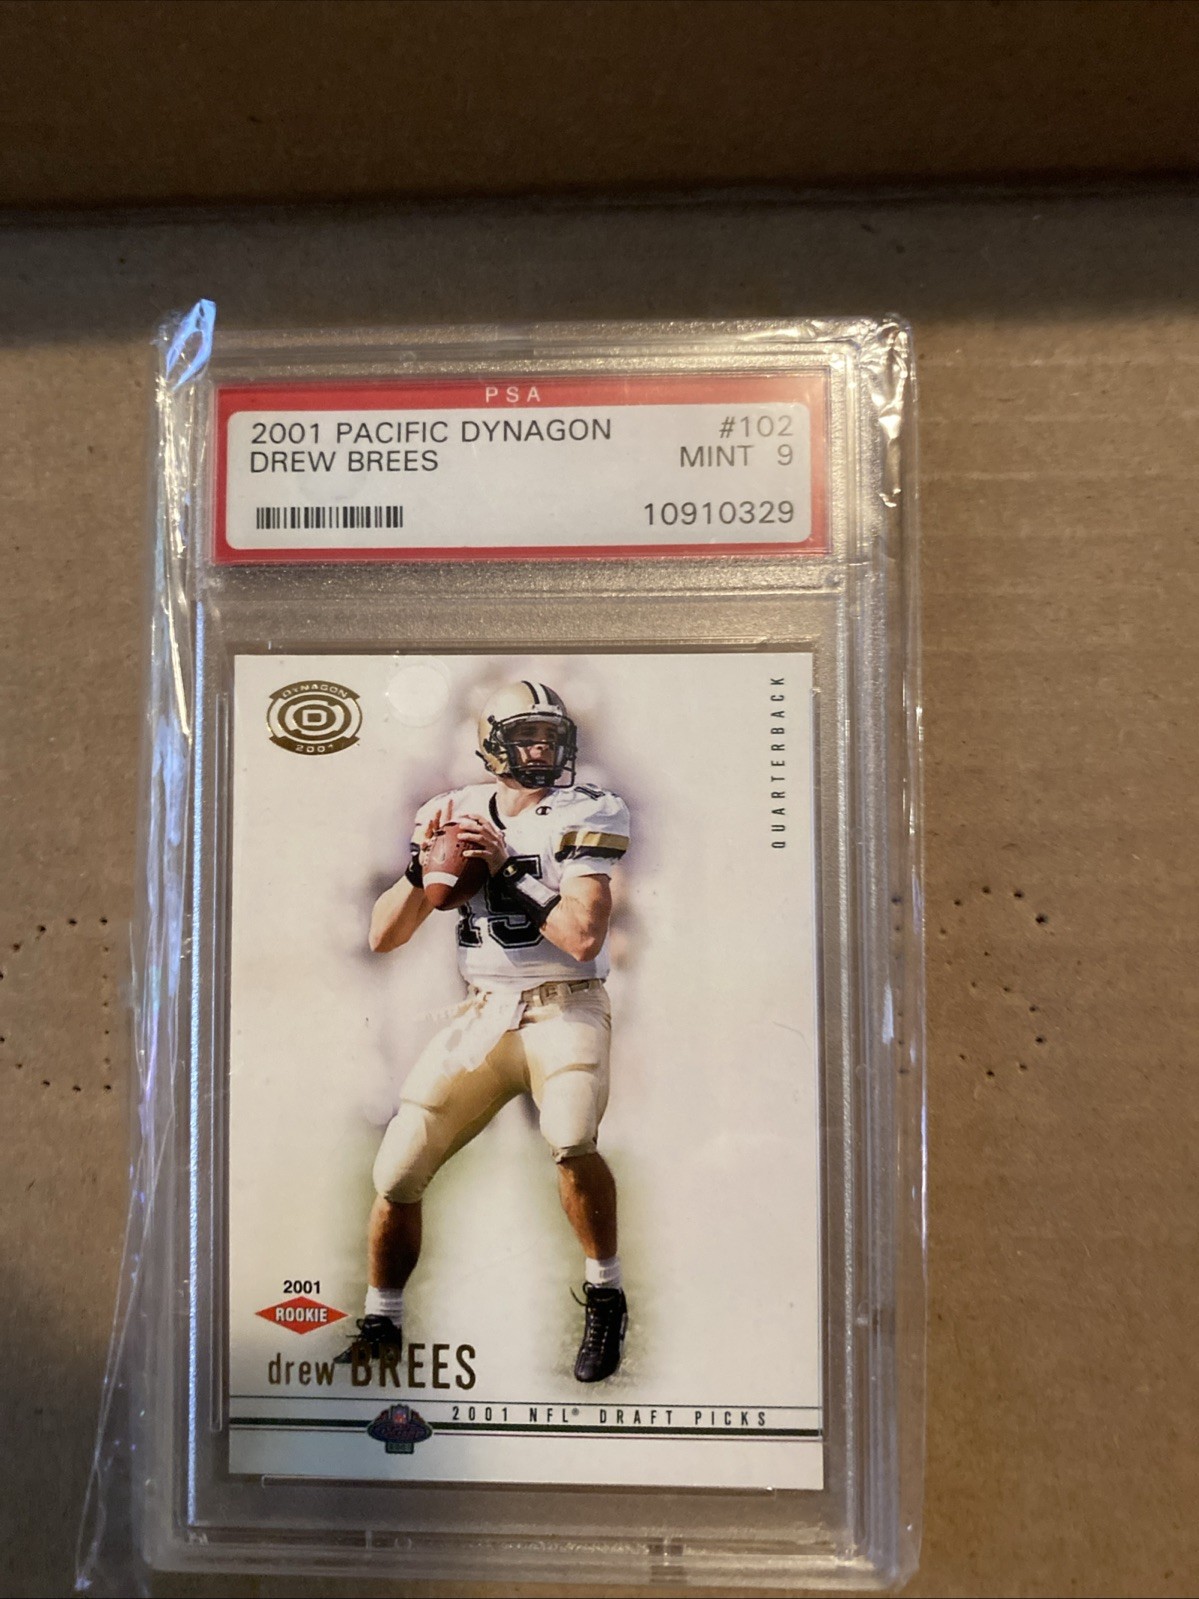 PSA
2001 PACIFIC DYNAGON #102
DREW BREES MINT 9
10910329
DYNAGON
D
2001
QUARTERBACK
15
2001
ROOKIE
drew BREES
2001 NFL® DRAFT PICKS